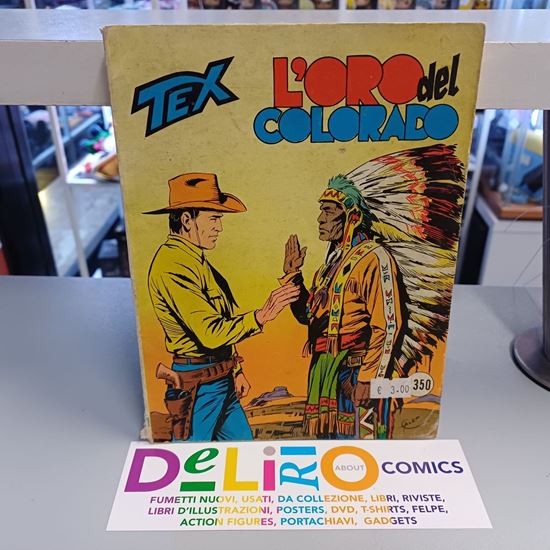 TEX
L'ORO del
COLORADO
€ 3.00
350
DeLiRiO ABOUT COMICS
FUMETTI NUOVI, USATI, DA COLLEZIONE, LIBRI, RIVISTE,
LIBRI D'ILLUSTRAZIONI, POSTERS, DVD, T-SHIRTS, FELPE,
ACTION FIGURES, PORTACHIAVI, GADGETS